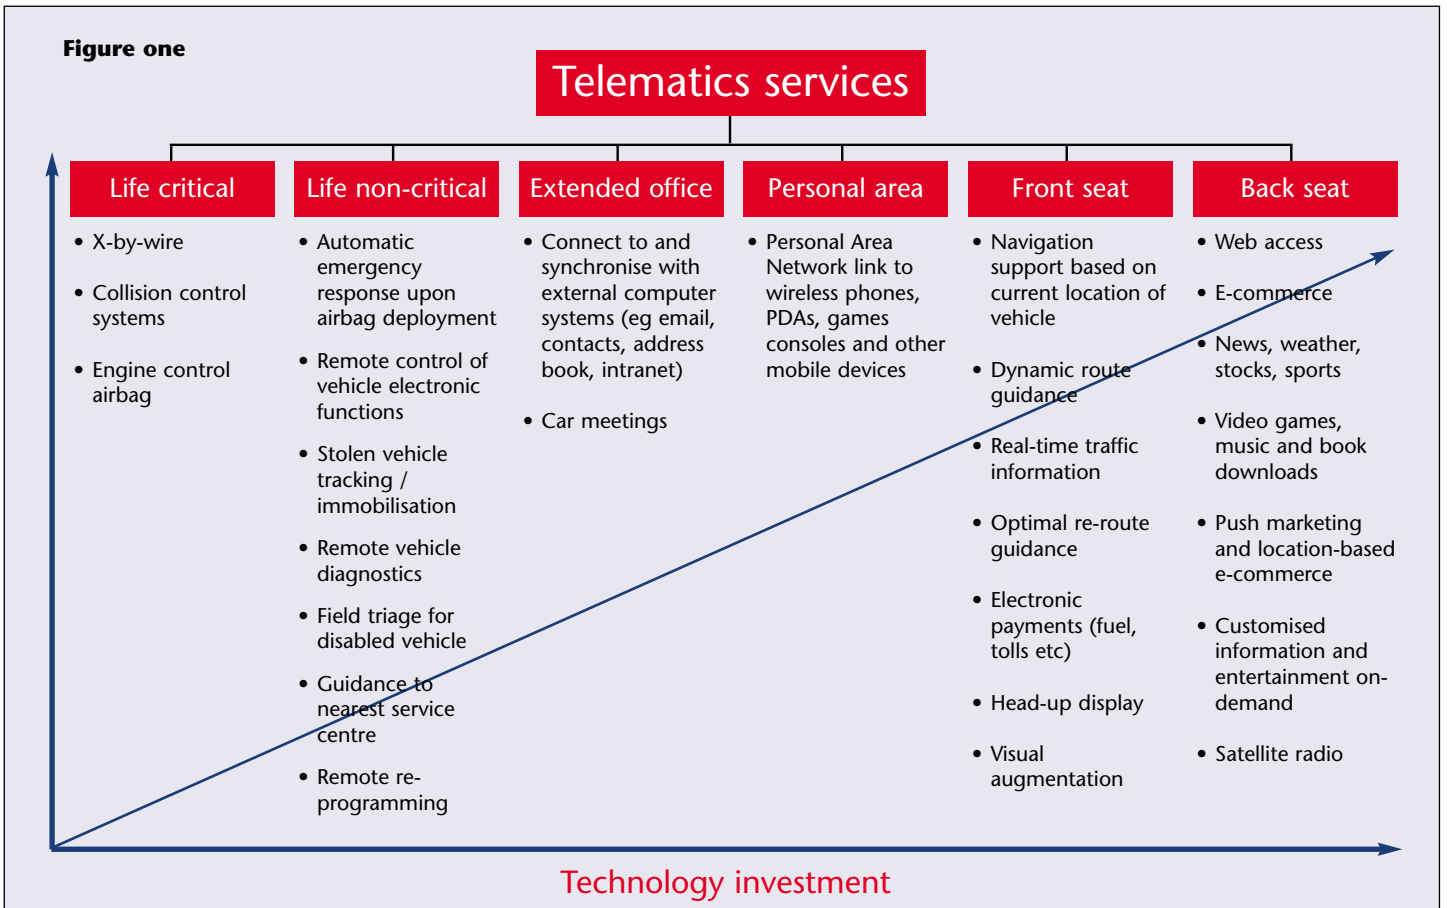 Figure one
Telematics services
Life critical
• X-by-wire
• Collision control
systems
• Engine control
airbag
Life non-critical
• Automatic
emergency
response upon
airbag deployment
• Remote control of
vehicle electronic
functions
• Stolen vehicle
tracking /
immobilisation
• Remote vehicle
diagnostics
• Field triage for
disabled vehicle
• Guidance to
nearest service
centre
• Remote re-
programming
Extended office
• Connect to and
synchronise with
external computer
systems (eg email,
contacts, address
book, intranet)
• Car meetings
Personal area
• Personal Area
Network link to
wireless phones,
PDAs, games
consoles and other
mobile devices
Front seat
• Navigation
support based on
current location of
vehicle
• Dynamic route
guidance
• Real-time traffic
information
• Optimal re-route
guidance
• Electronic
payments (fuel,
tolls etc)
• Head-up display
• Visual
augmentation
Back seat
• Web access
• E-commerce
• News, weather,
stocks, sports
• Video games,
music and book
downloads
• Push marketing
and location-based
e-commerce
• Customised
information and
entertainment on-
demand
• Satellite radio
Technology investment